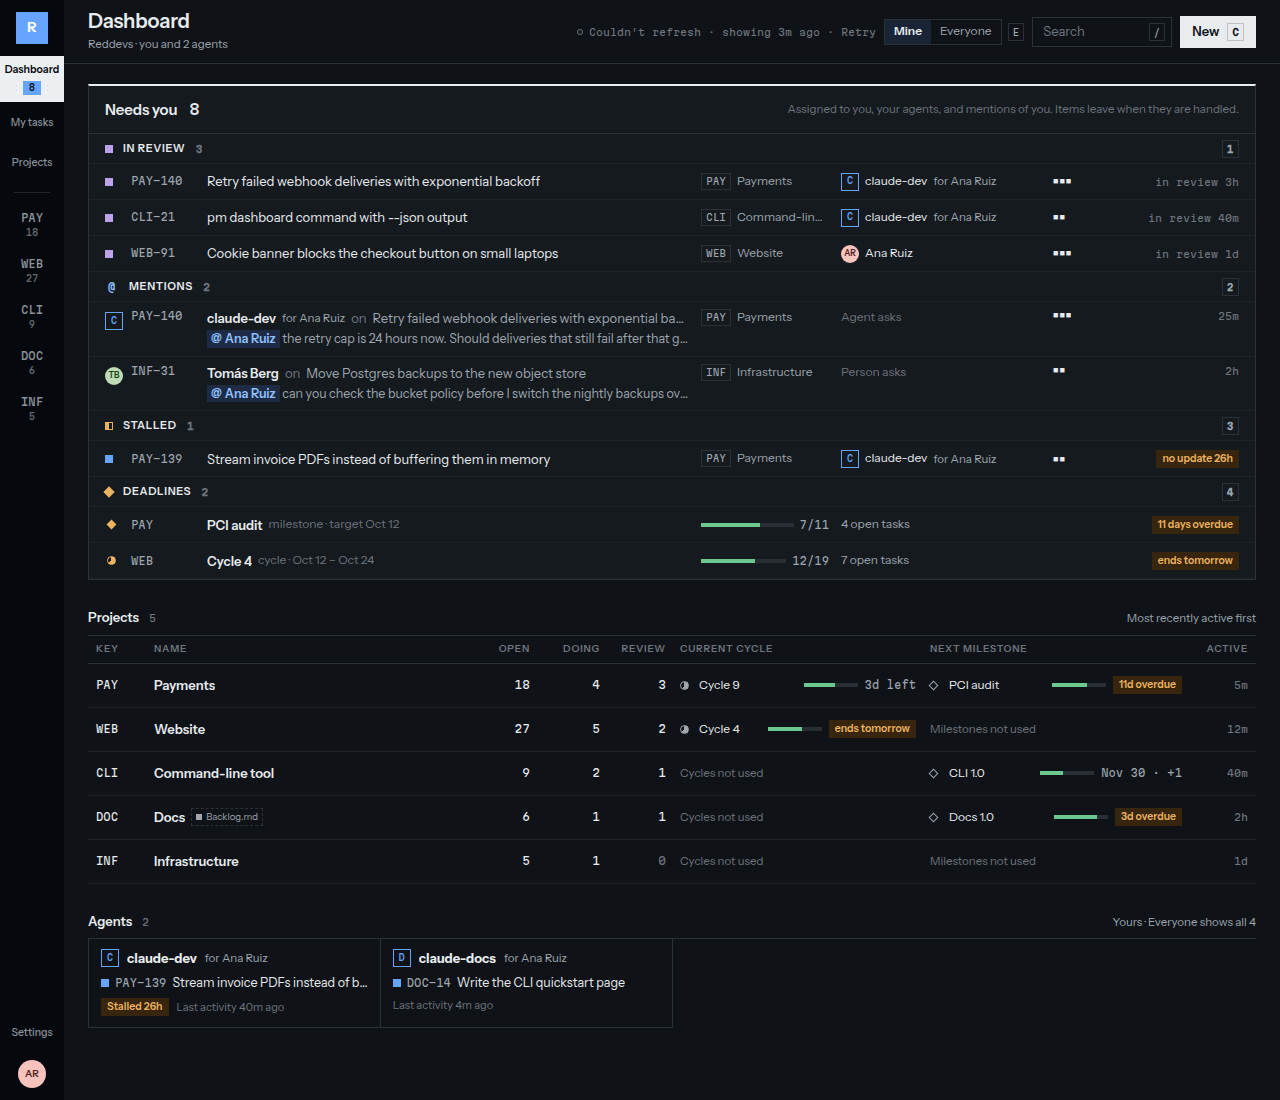 R
Dashboard
8
My tasks
Projects
PAY
18
WEB
27
CLI
9
DOC
6
INF
5
Settings
AR
Dashboard
Reddevs · you and 2 agents
Couldn't refresh · showing 3m ago · Retry
Mine Everyone E
Search /
New C
Needs you 8
Assigned to you, your agents, and mentions of you. Items leave when they are handled.
IN REVIEW 3 1
PAY-140 Retry failed webhook deliveries with exponential backoff PAY Payments C claude-dev for Ana Ruiz in review 3h
CLI-21 pm dashboard command with --json output CLI Command-lin… C claude-dev for Ana Ruiz in review 40m
WEB-91 Cookie banner blocks the checkout button on small laptops WEB Website AR Ana Ruiz in review 1d
@ MENTIONS 2 2
C PAY-140 claude-dev for Ana Ruiz on Retry failed webhook deliveries with exponential ba… PAY Payments Agent asks 25m
@ Ana Ruiz the retry cap is 24 hours now. Should deliveries that still fail after that g…
TB INF-31 Tomás Berg on Move Postgres backups to the new object store INF Infrastructure Person asks 2h
@ Ana Ruiz can you check the bucket policy before I switch the nightly backups ov…
STALLED 1 3
PAY-139 Stream invoice PDFs instead of buffering them in memory PAY Payments C claude-dev for Ana Ruiz no update 26h
DEADLINES 2 4
PAY PCI audit milestone · target Oct 12 7/11 4 open tasks 11 days overdue
WEB Cycle 4 cycle · Oct 12 – Oct 24 12/19 7 open tasks ends tomorrow
Projects 5 Most recently active first
KEY NAME OPEN DOING REVIEW CURRENT CYCLE NEXT MILESTONE ACTIVE
PAY Payments 18 4 3 Cycle 9 3d left PCI audit 11d overdue 5m
WEB Website 27 5 2 Cycle 4 ends tomorrow Milestones not used 12m
CLI Command-line tool 9 2 1 Cycles not used CLI 1.0 Nov 30 · +1 40m
DOC Docs Backlog.md 6 1 1 Cycles not used Docs 1.0 3d overdue 2h
INF Infrastructure 5 1 0 Cycles not used Milestones not used 1d
Agents 2 Yours · Everyone shows all 4
C claude-dev for Ana Ruiz
PAY-139 Stream invoice PDFs instead of b…
Stalled 26h Last activity 40m ago
D claude-docs for Ana Ruiz
DOC-14 Write the CLI quickstart page
Last activity 4m ago